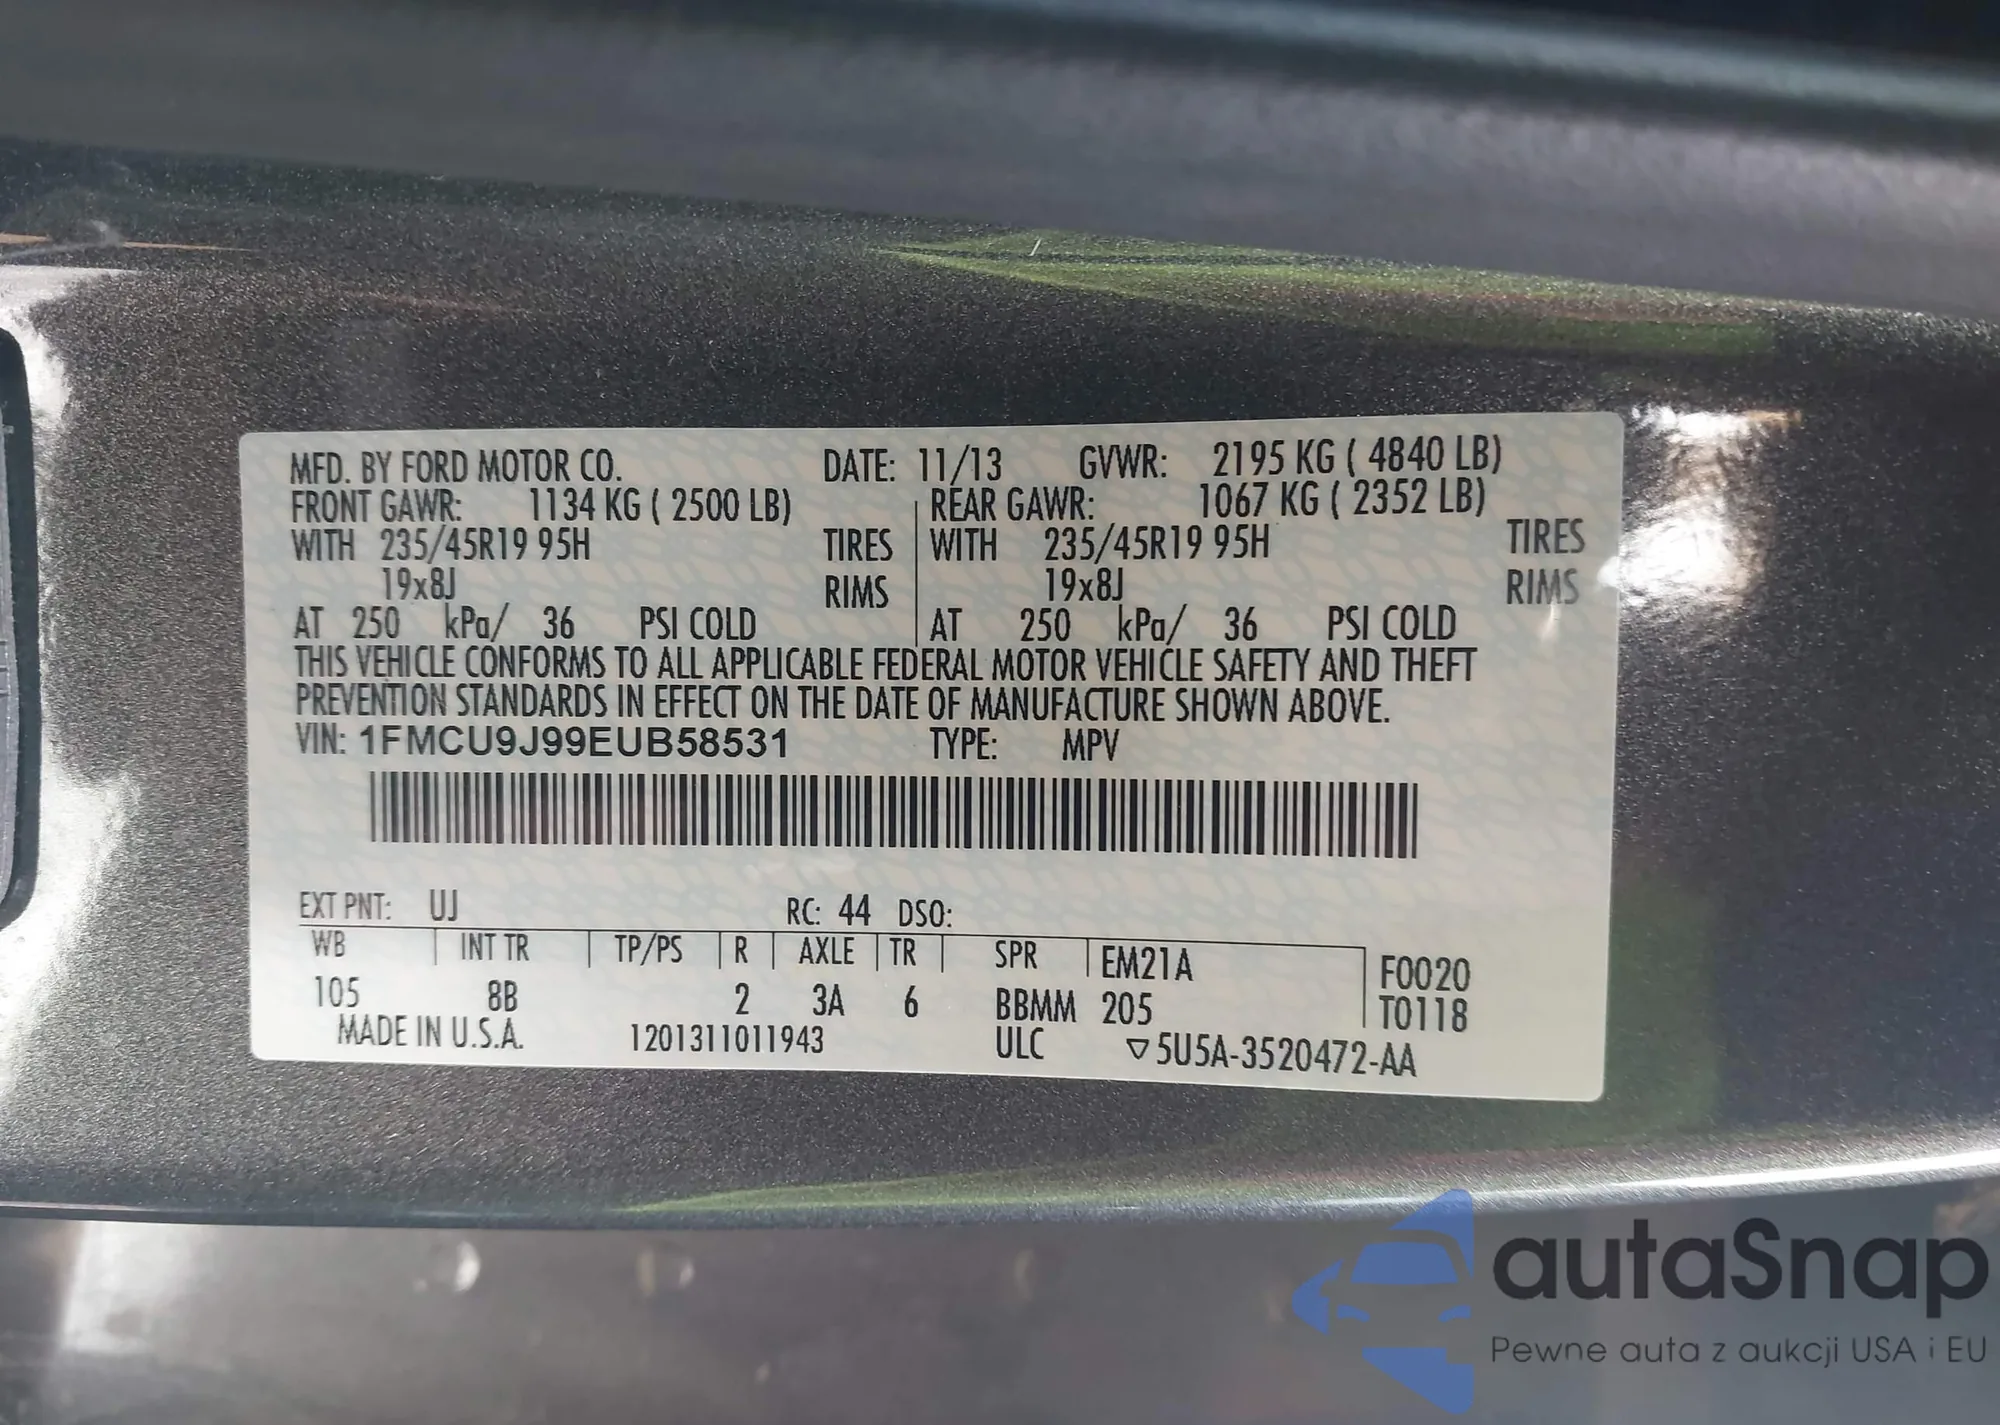 MFD. BY FORD MOTOR CO. DATE: 11/13 GVWR: 2195 KG ( 4840 LB)
FRONT GAWR: 1134 KG ( 2500 LB) REAR GAWR: 1067 KG ( 2352 LB)
WITH 235/45R19 95H TIRES WITH 235/45R19 95H TIRES
19x8J RIMS 19x8J RIMS
AT 250 kPa/ 36 PSI COLD AT 250 kPa/ 36 PSI COLD
THIS VEHICLE CONFORMS TO ALL APPLICABLE FEDERAL MOTOR VEHICLE SAFETY AND THEFT
PREVENTION STANDARDS IN EFFECT ON THE DATE OF MANUFACTURE SHOWN ABOVE.
VIN: 1FMCU9J99EUB58531 TYPE: MPV
EXT PNT: UJ RC: 44 DSO:
WB INT TR TP/PS R AXLE TR SPR EM21A F0020
105 8B 2 3A 6 BBMM 205 T0118
MADE IN U.S.A. 1201311011943 ULC ▽5U5A-3520472-AA
autaSnap
Pewne auta z aukcji USA i EU